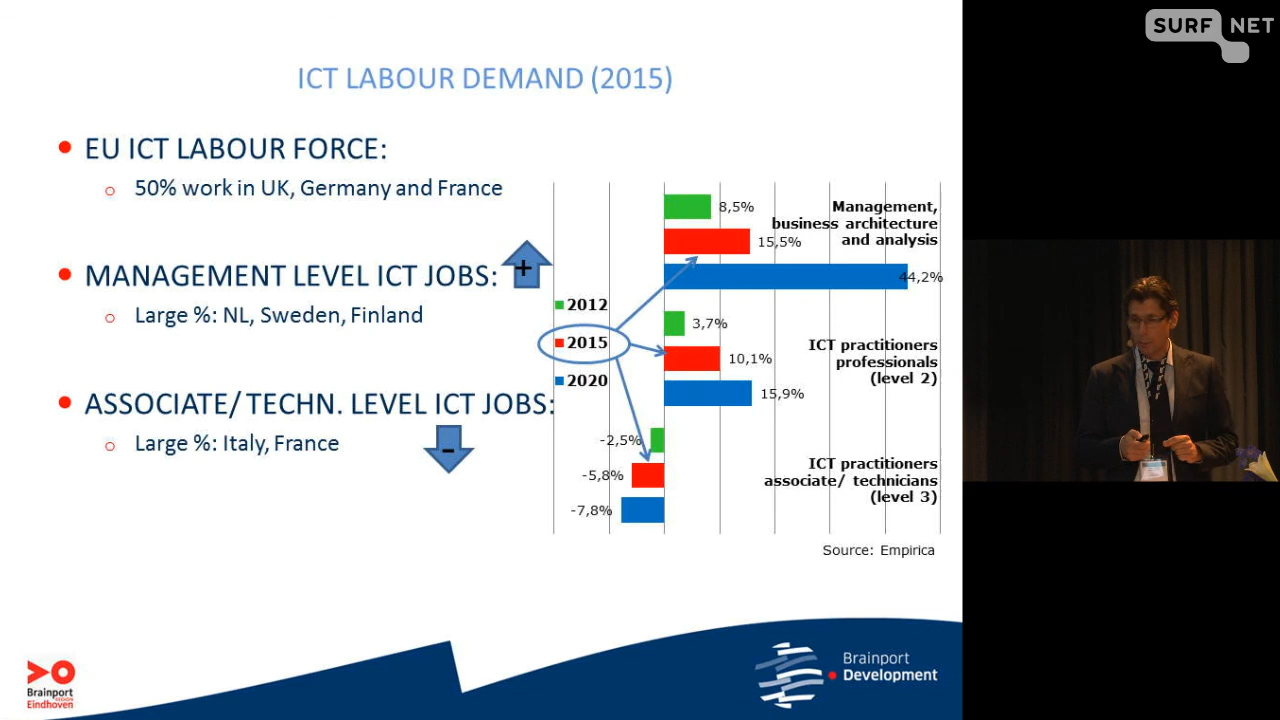 SURF NET
ICT LABOUR DEMAND (2015)
• EU ICT LABOUR FORCE:
o 50% work in UK, Germany and France
• MANAGEMENT LEVEL ICT JOBS:
+
o Large %: NL, Sweden, Finland
• ASSOCIATE/ TECHN. LEVEL ICT JOBS:
o Large %: Italy, France
-
2012
2015
2020
8,5%
15,5%
44,2%
Management,
business architecture
and analysis
3,7%
10,1%
15,9%
ICT practitioners
professionals
(level 2)
-2,5%
-5,8%
-7,8%
ICT practitioners
associate/ technicians
(level 3)
Source: Empirica
Brainport
REGION
Eindhoven
Brainport
Development